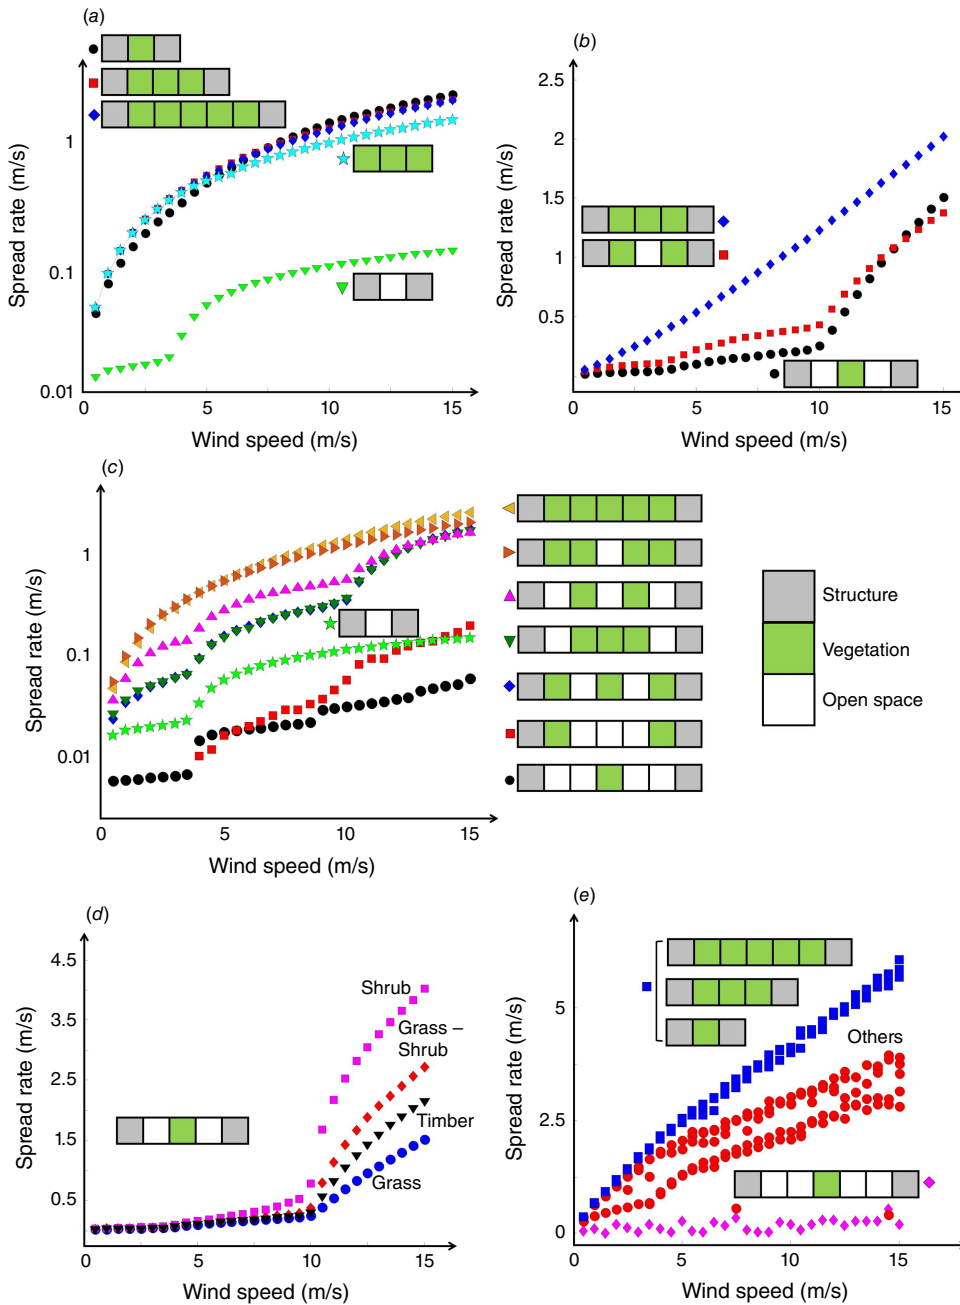 (a)
1
0.1
0.01
0
5
10
15
Spread rate (m/s)
Wind speed (m/s)
(b)
2.5
2
1.5
1
0.5
0
5
10
15
Spread rate (m/s)
Wind speed (m/s)
(c)
1
0.1
0.01
0
5
10
15
Spread rate (m/s)
Wind speed (m/s)
Structure
Vegetation
Open space
(d)
4.5
3.5
2.5
1.5
0.5
0
5
10
15
Spread rate (m/s)
Wind speed (m/s)
Shrub
Grass –
Shrub
Timber
Grass
(e)
5
2.5
0
0
5
10
15
Spread rate (m/s)
Wind speed (m/s)
Others